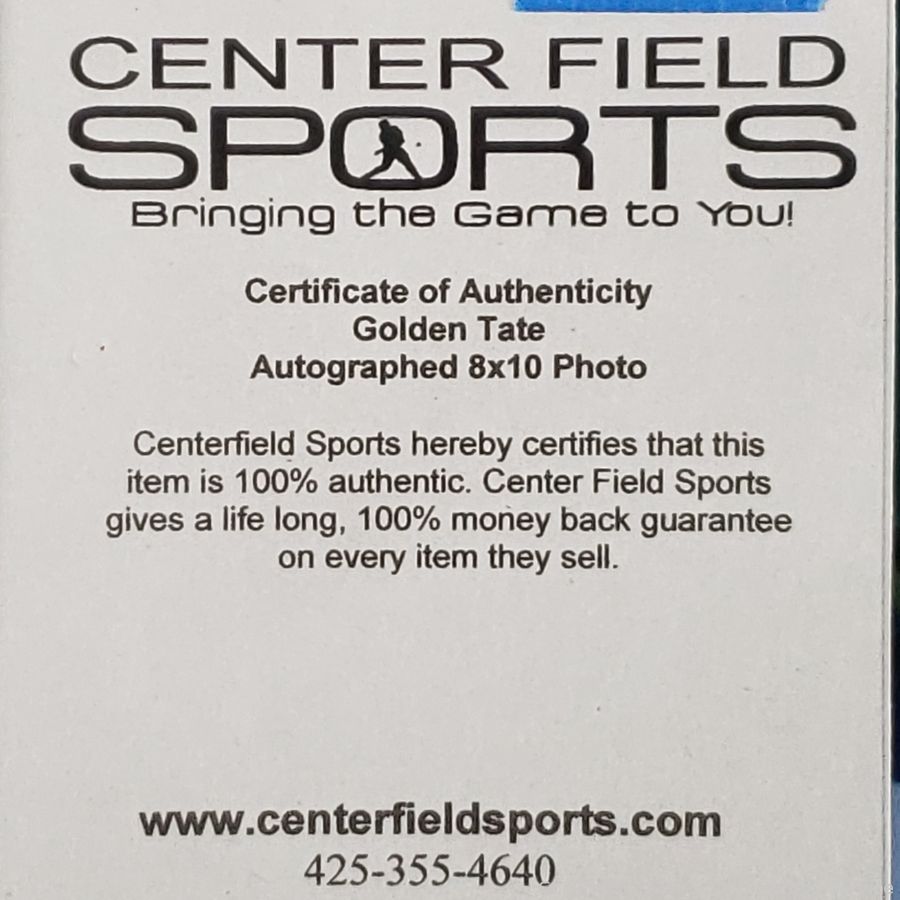 CENTER FIELD
SPORTS
Bringing the Game to You!
Certificate of Authenticity
Golden Tate
Autographed 8x10 Photo
Centerfield Sports hereby certifies that this
item is 100% authentic. Center Field Sports
gives a life long, 100% money back guarantee
on every item they sell.
www.centerfieldsports.com
425-355-4640